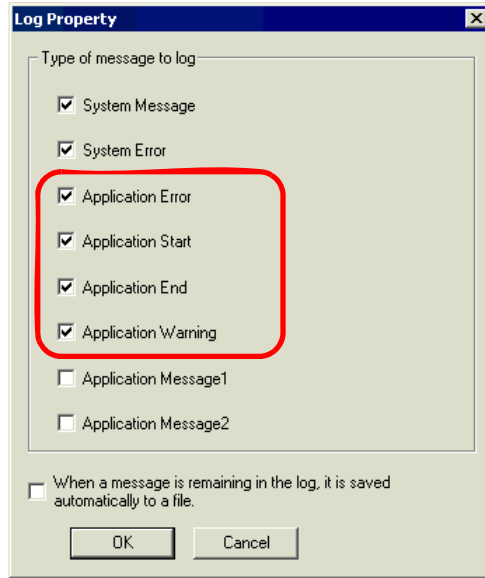 Log Property
Type of message to log
System Message
System Error
Application Error
Application Start
Application End
Application Warning
Application Message1
Application Message2
When a message is remaining in the log, it is saved
automatically to a file.
OK Cancel